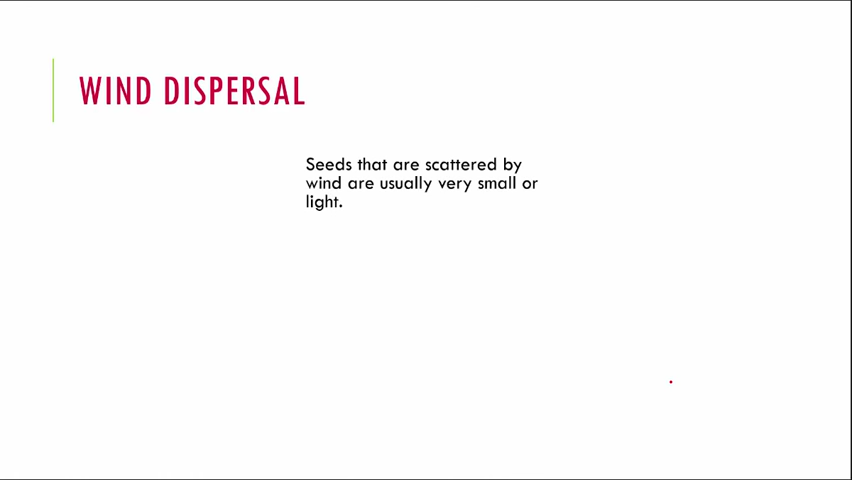 WIND DISPERSAL
Seeds that are scattered by
wind are usually very small or
light.